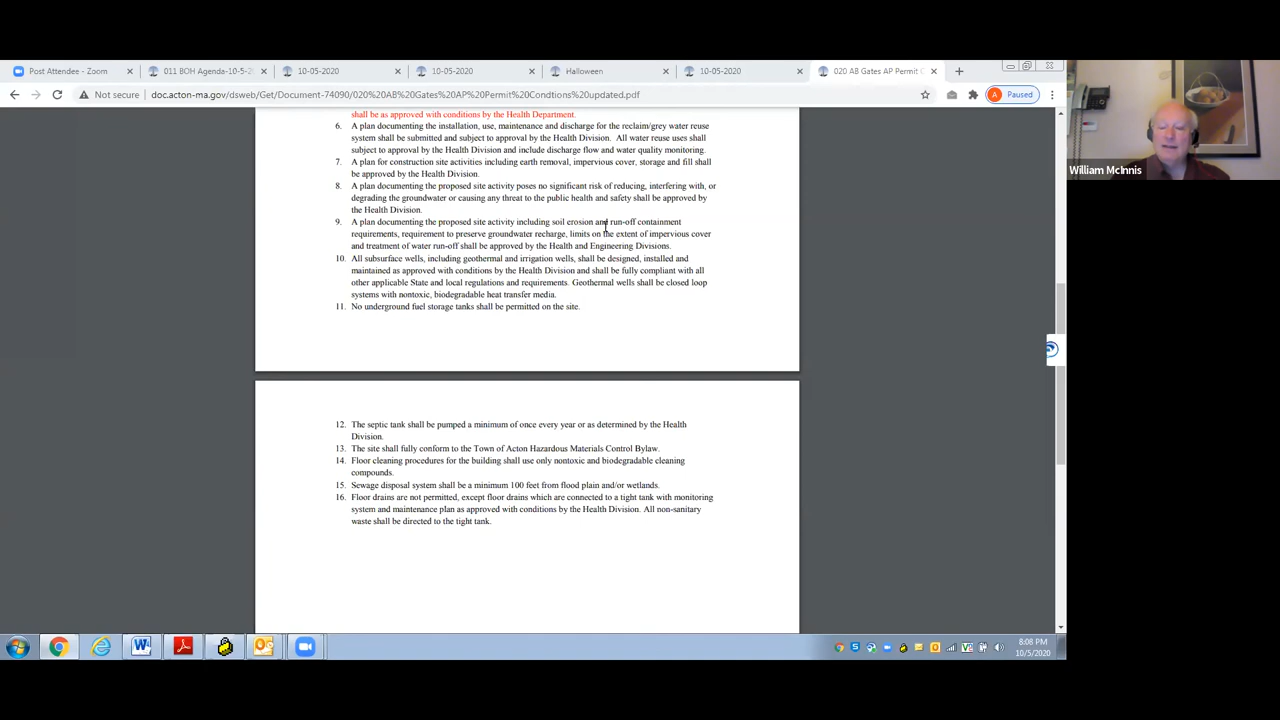 Post Attendee - Zoom
011 BOH Agenda-10-5-2
10-05-2020
10-05-2020
Halloween
10-05-2020
020 AB Gates AP Permit C
Not secure
doc.acton-ma.gov/dsweb/Get/Document-74090/020%20AB%20Gates%20AP%20Permit%20Condtions%20updated.pdf
A
Paused
shall be as approved with conditions by the Health Department.
6. A plan documenting the installation, use, maintenance and discharge for the reclaim/grey water reuse
system shall be submitted and subject to approval by the Health Division. All water reuse uses shall
subject to approval by the Health Division and include discharge flow and water quality monitoring.
7. A plan for construction site activities including earth removal, impervious cover, storage and fill shall
be approved by the Health Division.
8. A plan documenting the proposed site activity poses no significant risk of reducing, interfering with, or
degrading the groundwater or causing any threat to the public health and safety shall be approved by
the Health Division.
9. A plan documenting the proposed site activity including soil erosion and run-off containment
requirements, requirement to preserve groundwater recharge, limits on the extent of impervious cover
and treatment of water run-off shall be approved by the Health and Engineering Divisions.
10. All subsurface wells, including geothermal and irrigation wells, shall be designed, installed and
maintained as approved with conditions by the Health Division and shall be fully compliant with all
other applicable State and local regulations and requirements. Geothermal wells shall be closed loop
systems with nontoxic, biodegradable heat transfer media.
11. No underground fuel storage tanks shall be permitted on the site.
12. The septic tank shall be pumped a minimum of once every year or as determined by the Health
Division.
13. The site shall fully conform to the Town of Acton Hazardous Materials Control Bylaw.
14. Floor cleaning procedures for the building shall use only nontoxic and biodegradable cleaning
compounds.
15. Sewage disposal system shall be a minimum 100 feet from flood plain and/or wetlands.
16. Floor drains are not permitted, except floor drains which are connected to a tight tank with monitoring
system and maintenance plan as approved with conditions by the Health Division. All non-sanitary
waste shall be directed to the tight tank.
William McInnis
8:08 PM
10/5/2020